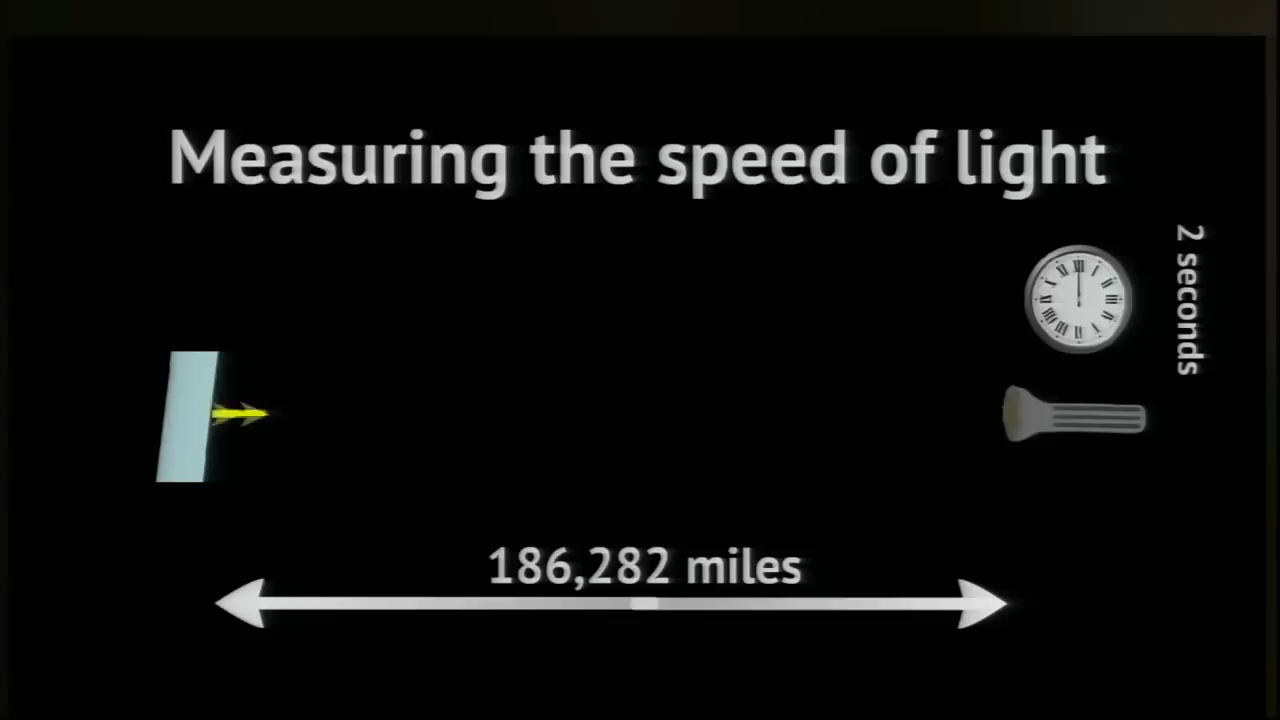 Measuring the speed of light
2 seconds
186,282 miles